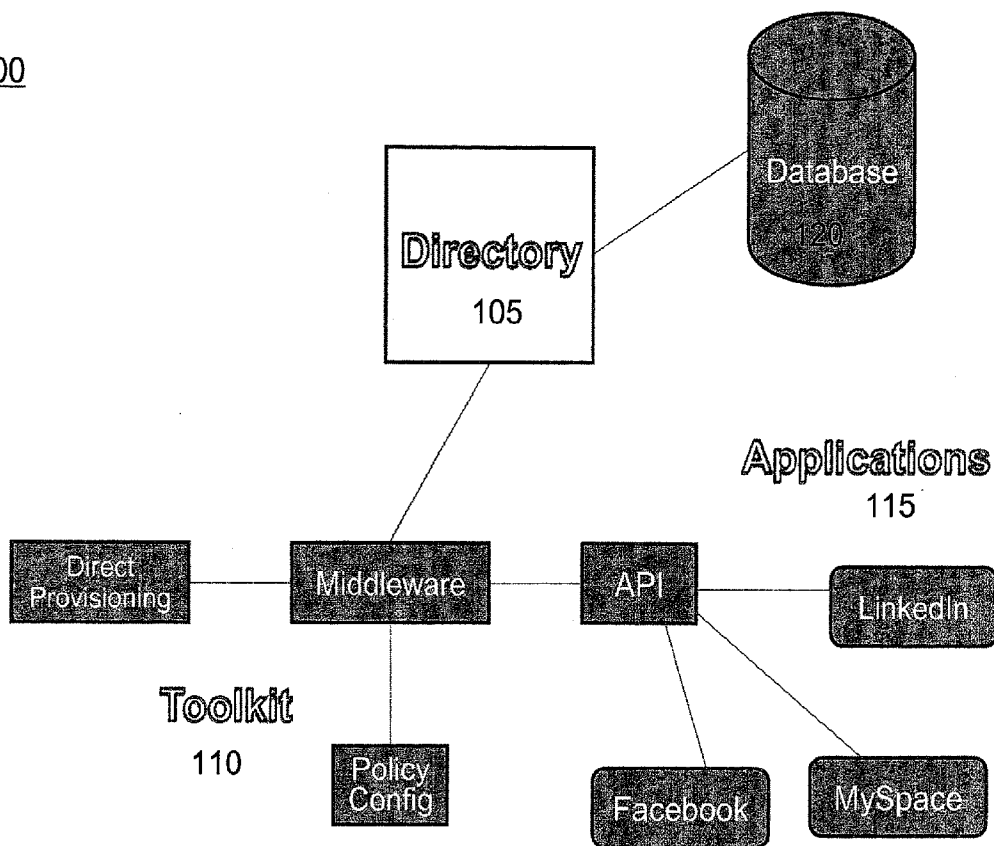 00
Database
120
Directory
105
Applications
115
Direct
Provisioning
Middleware
API
LinkedIn
Toolkit
110
Policy
Config
Facebook
MySpace